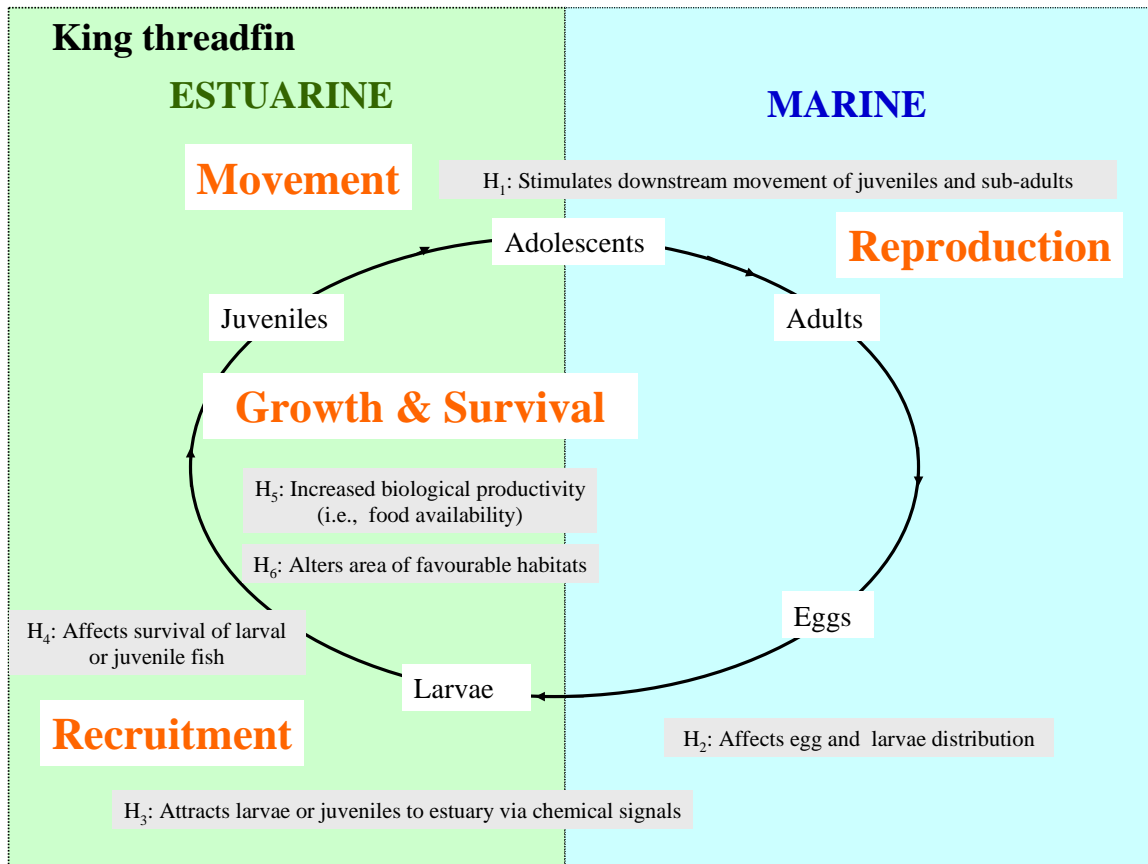 King threadfin
ESTUARINE
MARINE
Movement
H₁: Stimulates downstream movement of juveniles and sub-adults
Adolescents
Reproduction
Juveniles
Adults
Growth & Survival
H₅: Increased biological productivity
(i.e., food availability)
H₆: Alters area of favourable habitats
Eggs
H₄: Affects survival of larval
or juvenile fish
Larvae
Recruitment
H₂: Affects egg and larvae distribution
H₃: Attracts larvae or juveniles to estuary via chemical signals